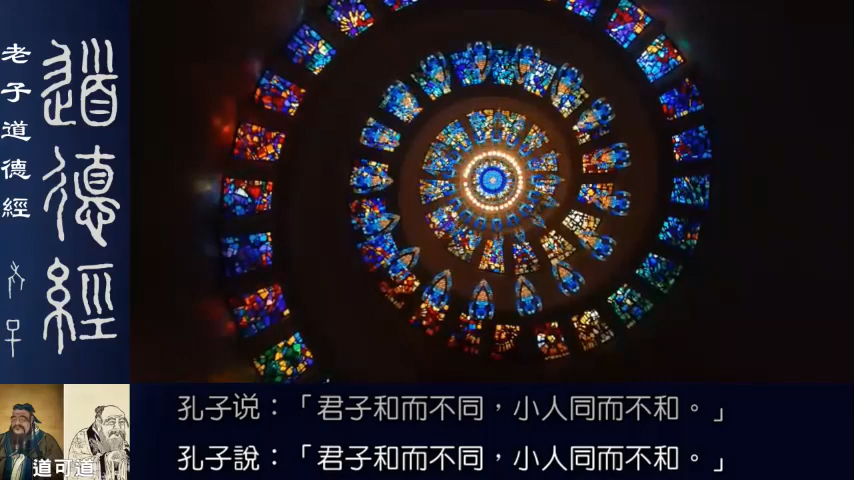 老子道德經
道德經
孔子说：「君子和而不同，小人同而不和。」
孔子說：「君子和而不同，小人同而不和。」
道可道